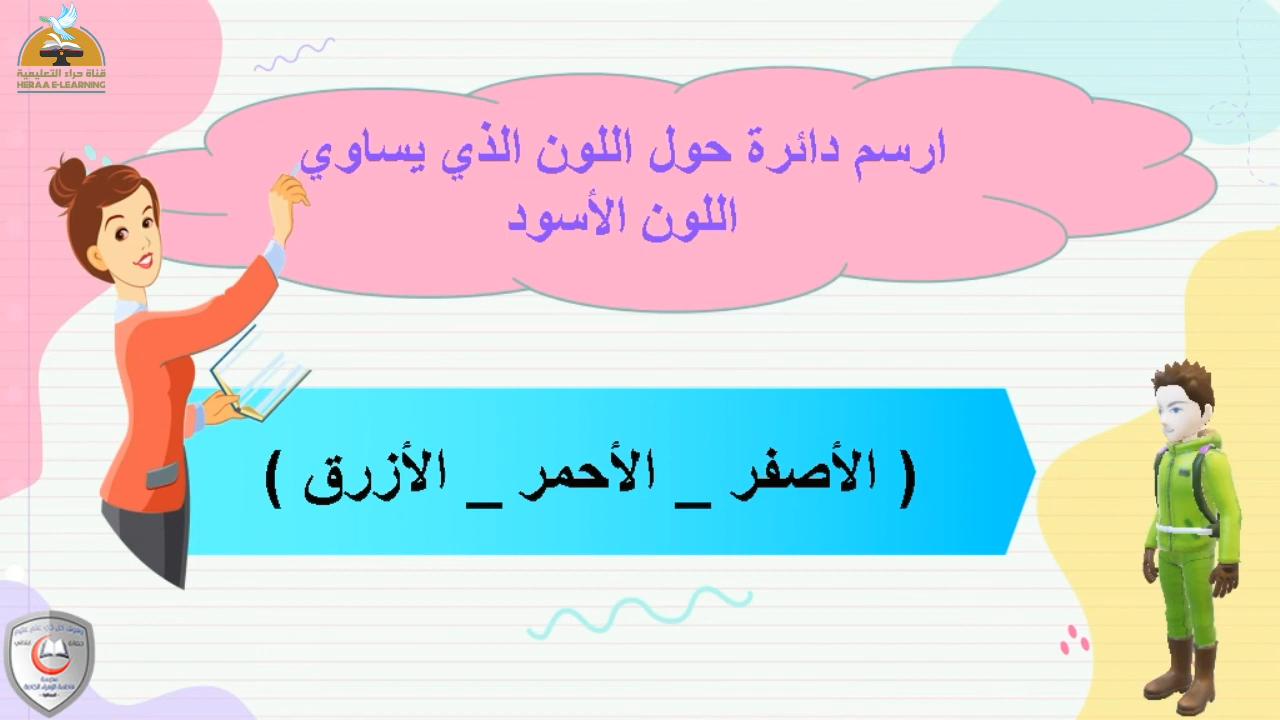 قناة حراء التعليمية
HERAA E-LEARNING
ارسم دائرة حول اللون الذي يساوي
اللون الأسود
( الأصفر _ الأحمر _ الأزرق )